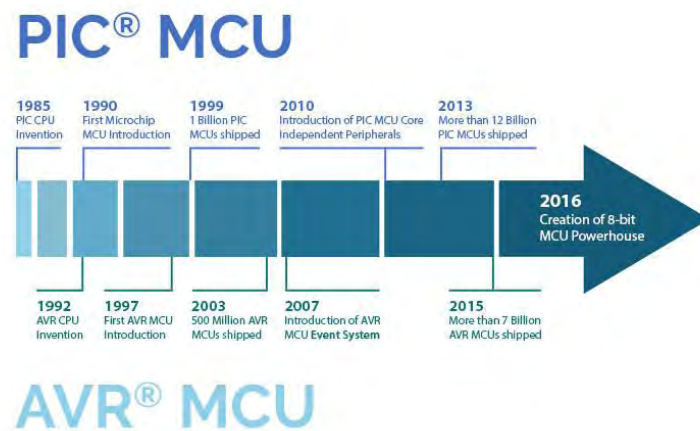 PIC® MCU
1985
PIC CPU
Invention
1990
First Microchip
MCU Introduction
1999
1 Billion PIC
MCUs shipped
2010
Introduction of PIC MCU Core
Independent Peripherals
2013
More than 12 Billion
PIC MCUs shipped
2016
Creation of 8-bit
MCU Powerhouse
1992
AVR CPU
Invention
1997
First AVR MCU
Introduction
2003
500 Million AVR
MCUs shipped
2007
Introduction of AVR
MCU Event System
2015
More than 7 Billion
AVR MCUs shipped
AVR® MCU